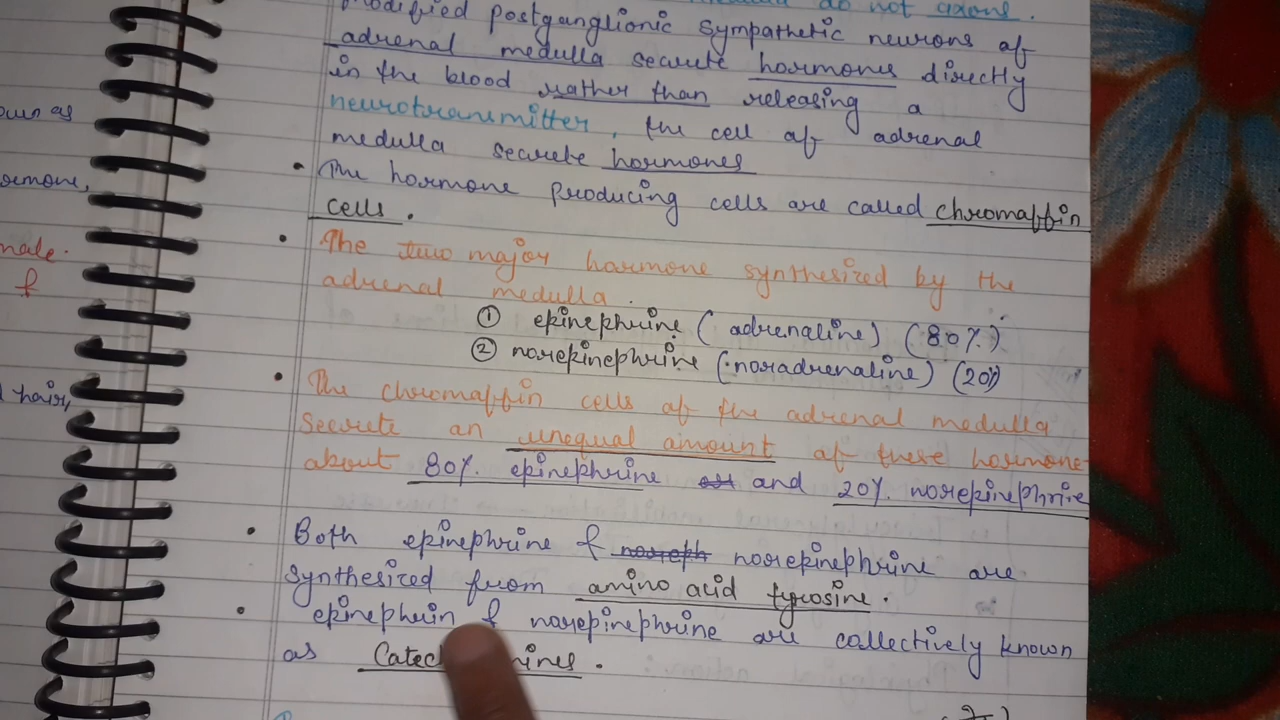 do not axons.
Modified postganglionic sympathetic neurons of
adrenal medulla secrete hormones directly
in the blood rather than releasing a
neurotransmitter, the cell of adrenal
medulla secrete hormones
• The hormone producing cells are called chromaffin
cells.
• The two major hormone synthesized by the
adrenal medulla.
① epinephrine (adrenaline) (80%)
② norepinephrine (noradrenaline) (20%)
• The chromaffin cells of the adrenal medulla
Secrete an unequal amount of these hormone
about 80% epinephrine and 20% norepinephrine
• Both epinephrine & noreph norepinephrine are
synthesized from amino acid tyrosine.
• epinephrin & norepinephrine are collectively known
as